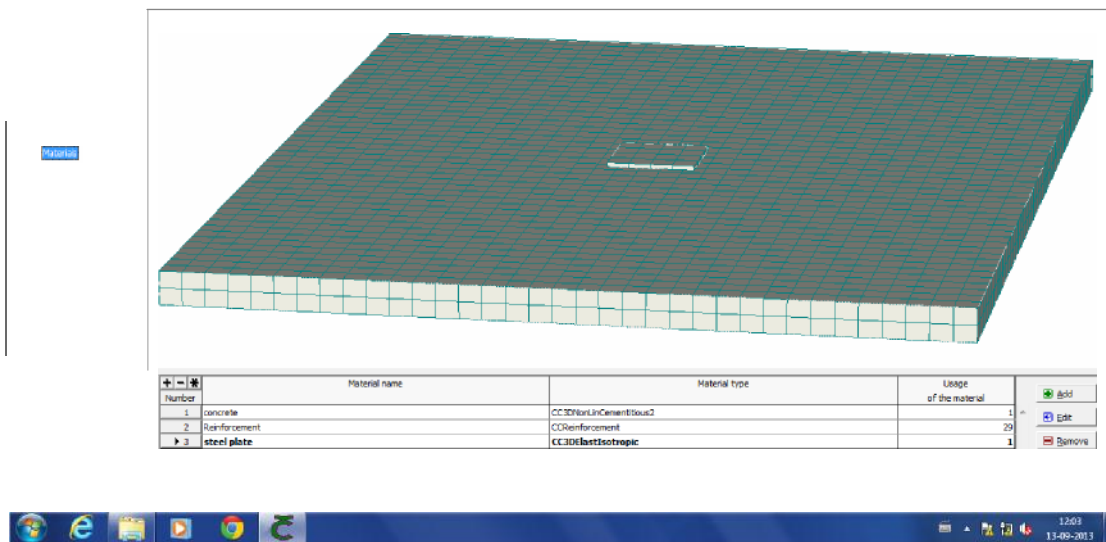 Materials
Number Material name Material type Usage of the material
1 concrete CC3DNonLinCementitious2 1
2 Reinforcement CCReinforcement 29
3 steel plate CC3DElastIsotropic 1
Add
Edit
Remove
12:03
13-09-2013